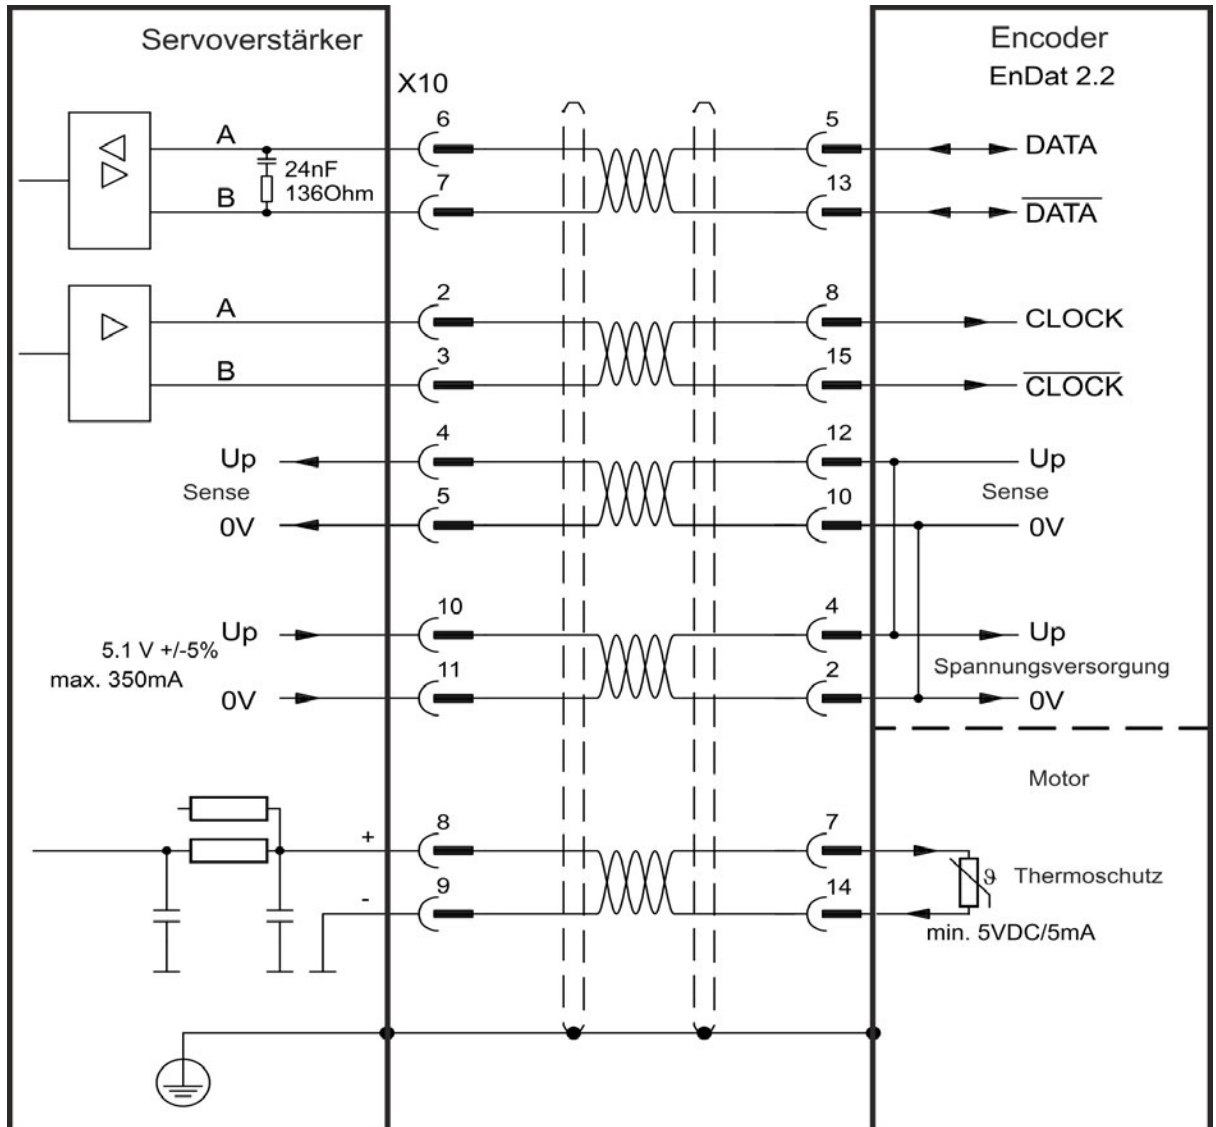 Servoverstärker
Encoder
EnDat 2.2
X10
A
6
5
DATA
24nF
136Ohm
B
7
13
DATA
A
2
8
CLOCK
B
3
15
CLOCK
Up
4
12
Up
Sense
Sense
0V
5
10
0V
Up
10
4
Up
5.1 V +/-5%
max. 350mA
Spannungsversorgung
0V
11
2
0V
Motor
+
8
7
ϑ
Thermoschutz
-
9
14
min. 5VDC/5mA